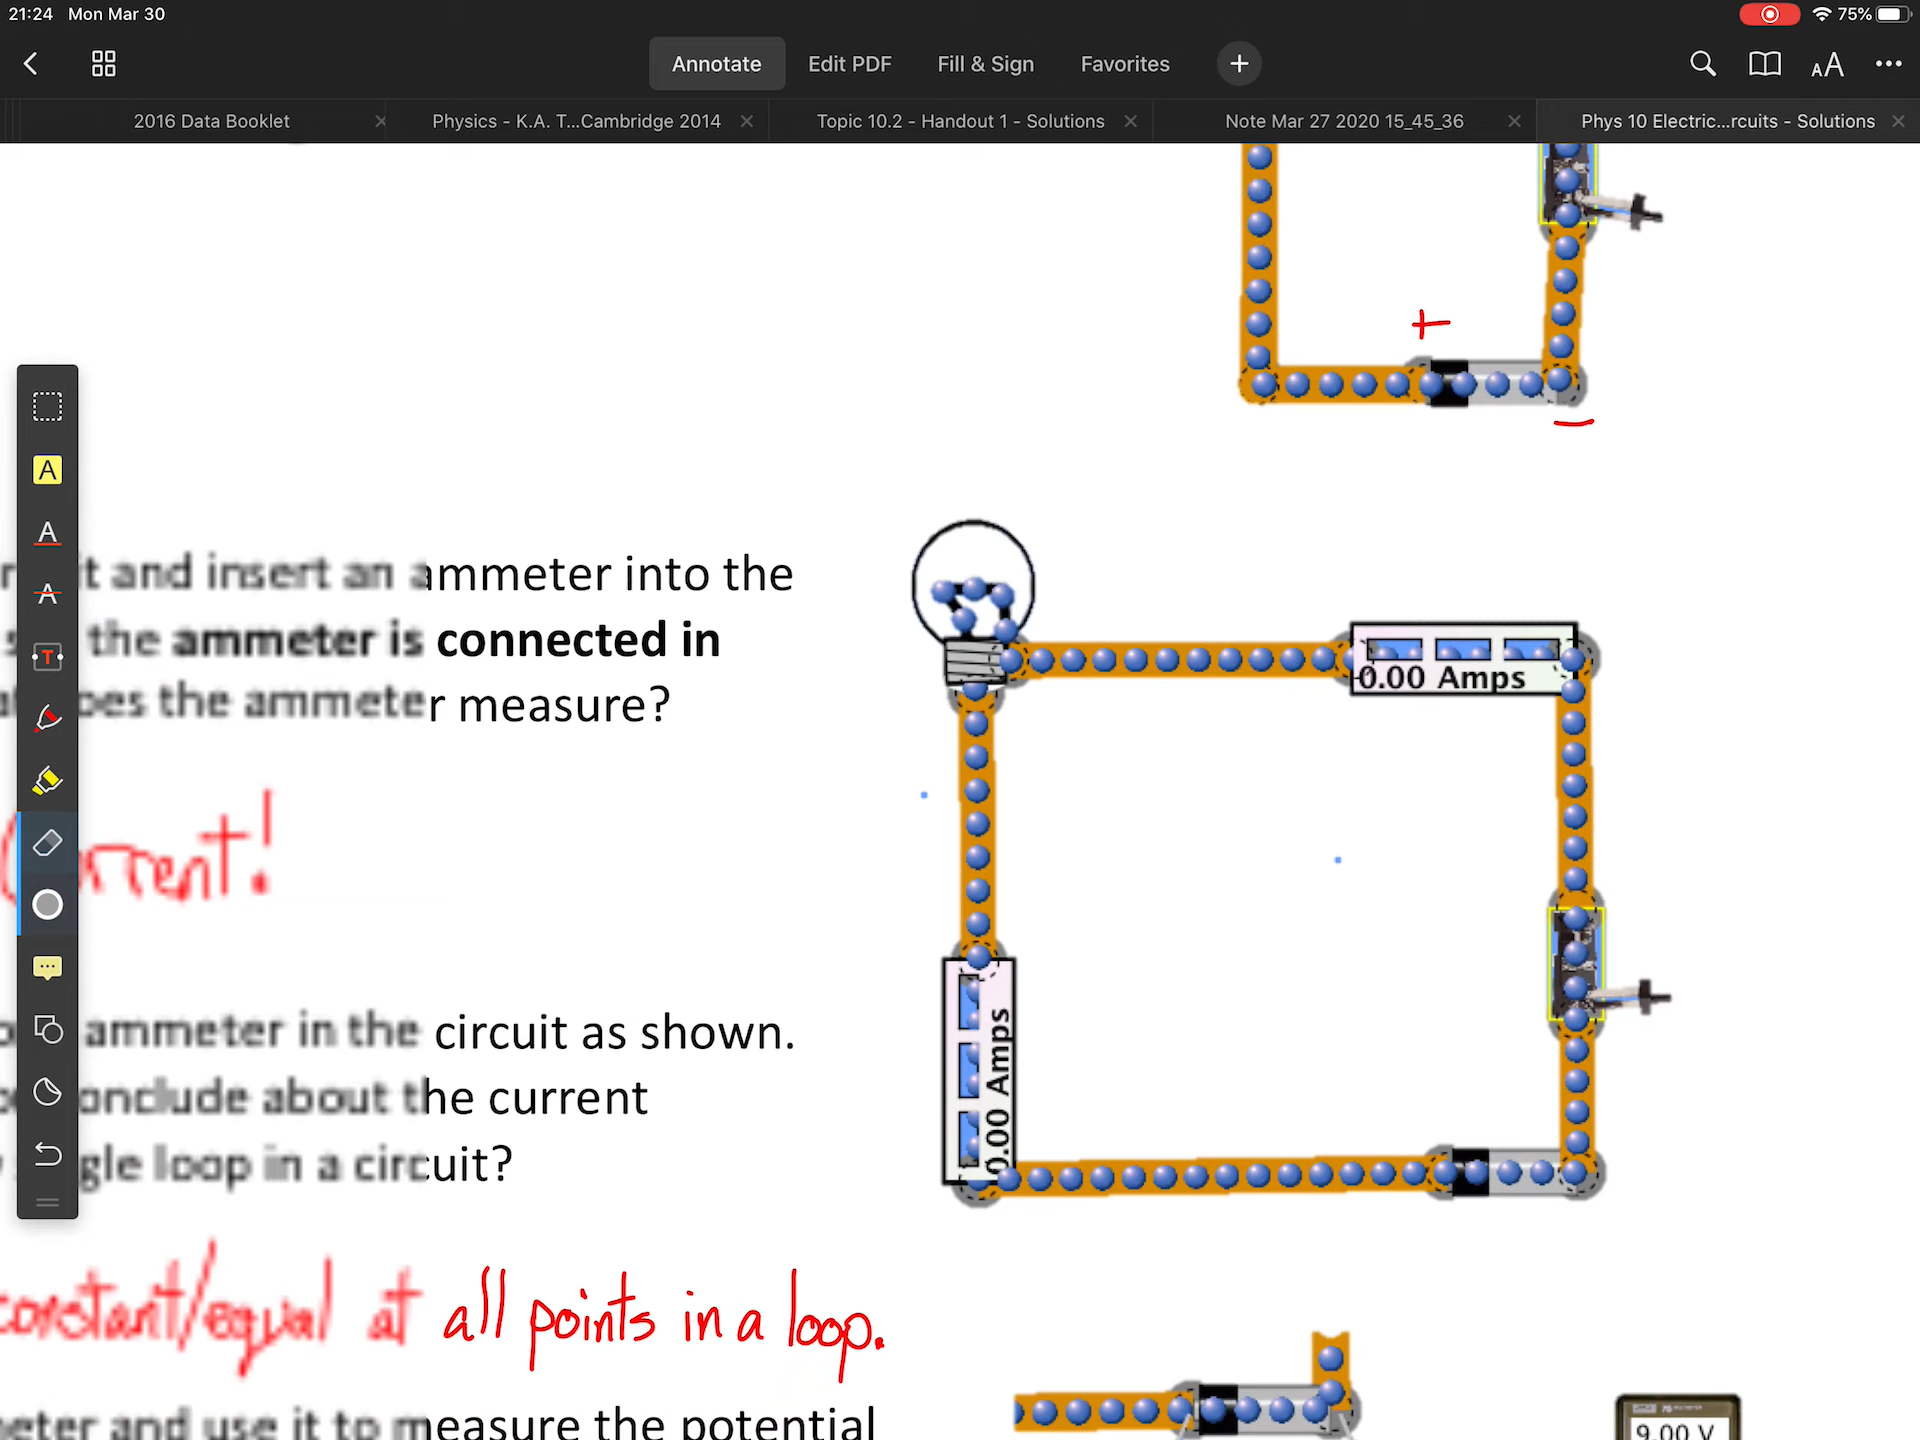 21:24 Mon Mar 30
75%
Annotate Edit PDF Fill & Sign Favorites
AA
2016 Data Booklet
Physics - K.A. T...Cambridge 2014
Topic 10.2 - Handout 1 - Solutions
Note Mar 27 2020 15_45_36
Phys 10 Electric...rcuits - Solutions
+
−
A
A
A
T
it and insert an ammeter into the
the ammeter is connected in
oes the ammeter measure?
0.00 Amps
urrent!
ammeter in the circuit as shown.
onclude about the current
gle loop in a circuit?
0.00 Amps
constant/equal at all points in a loop.
eter and use it to measure the potential
9.00 V